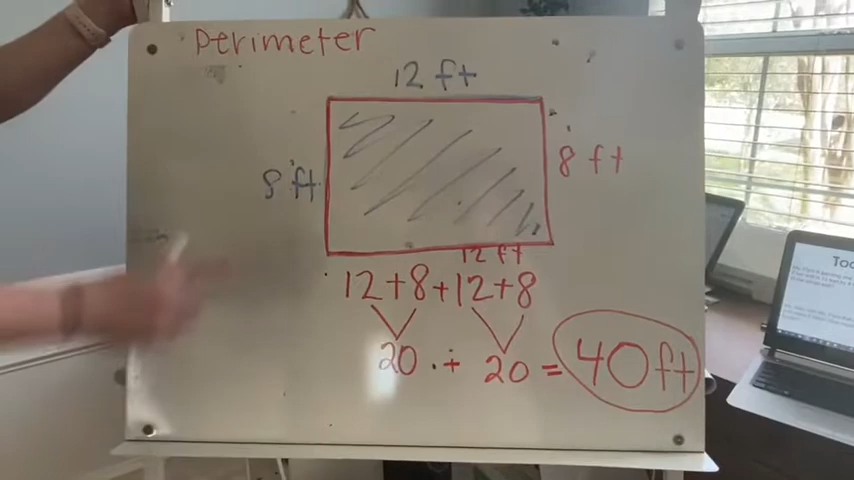 Perimeter
12 ft
8 ft
8 ft
12 ft
12+8+12+8
20 + 20 = 40ft